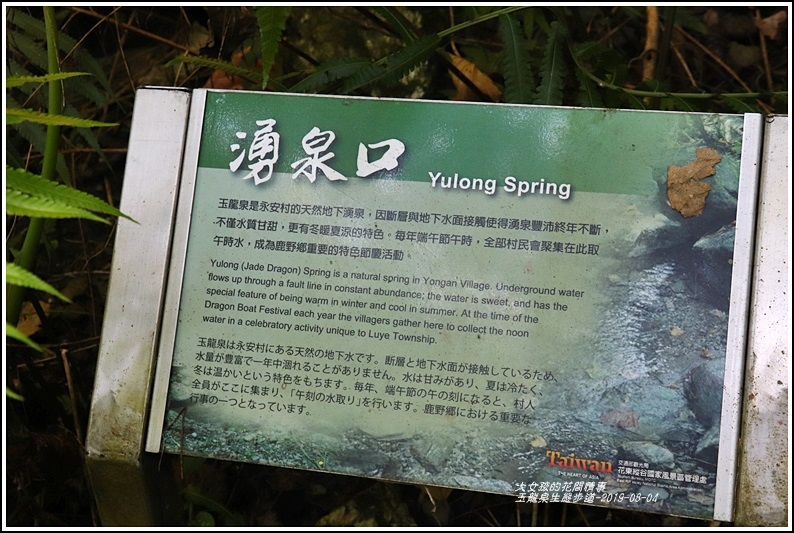 湧泉口
Yulong Spring
玉龍泉是永安村的天然地下湧泉，因斷層與地下水面接觸使得湧泉豐沛終年不斷，
不僅水質甘甜，更有冬暖夏涼的特色。每年端午節午時，全部村民會聚集在此取
午時水，成為鹿野鄉重要的特色節慶活動。
Yulong (Jade Dragon) Spring is a natural spring in Yongan Village. Underground water
flows up through a fault line in constant abundance; the water is sweet, and has the
special feature of being warm in winter and cool in summer. At the time of the
Dragon Boat Festival each year the villagers gather here to collect the noon
water in a celebratory activity unique to Luye Township.
玉龍泉は永安村にある天然の地下水です。断層と地下水面が接触しているため、
水量が豊富で一年中涸れることがありません。水は甘みがあり、夏は冷たく、
冬は温かいという特色をもちます。毎年、端午節の午の刻になると、村人
全員がここに集まり、「午刻の水取り」を行います。鹿野郷における重要な
行事の一つとなっています。
Taiwan
THE HEART OF ASIA
交通部觀光局
花東縱谷國家風景區管理處
大女孩的花開情事
玉龍泉生態步道-2019-08-04